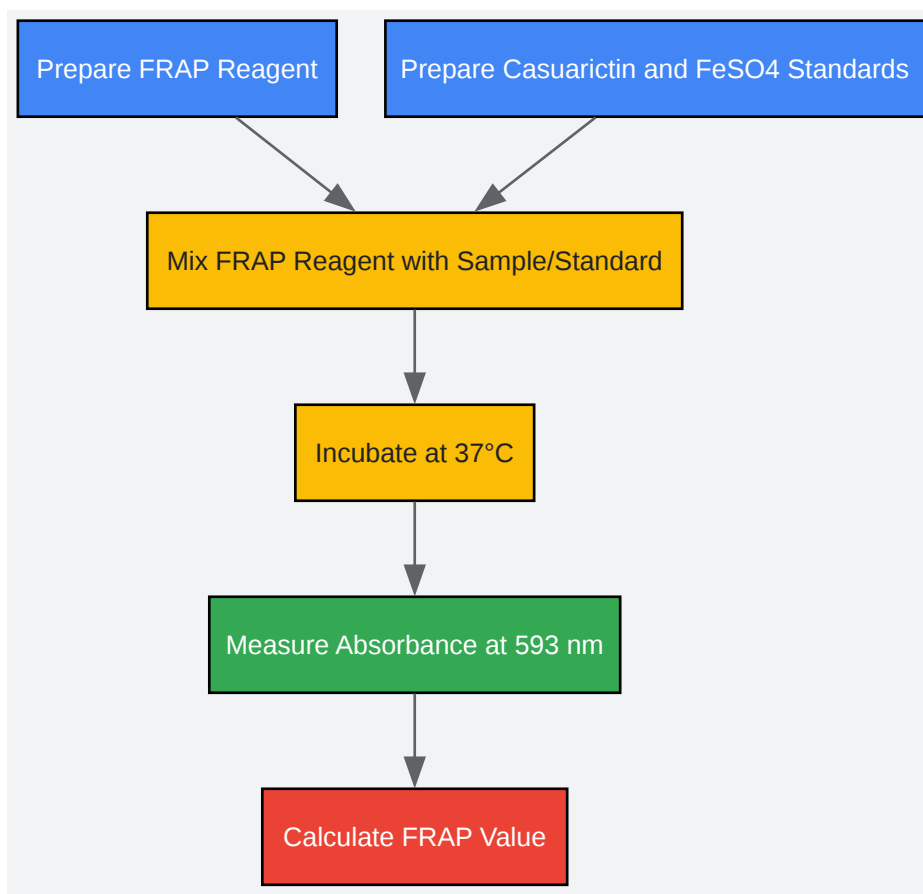 Prepare FRAP Reagent
Prepare Casuarictin and FeSO4 Standards
Mix FRAP Reagent with Sample/Standard
Incubate at 37°C
Measure Absorbance at 593 nm
Calculate FRAP Value